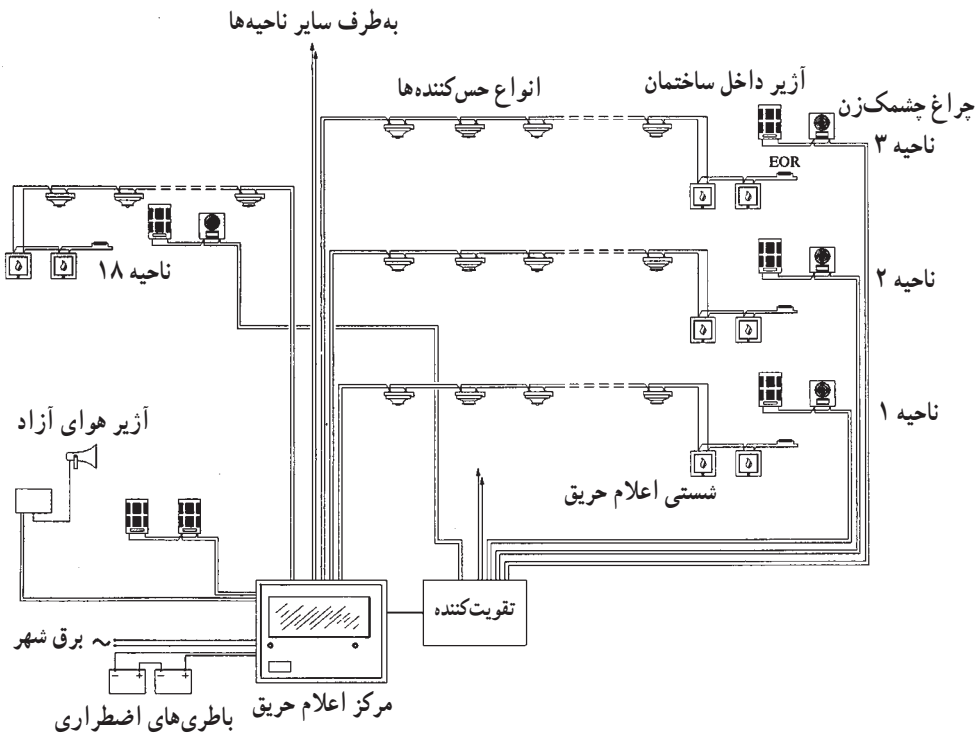 به‌طرف سایر ناحیه‌ها
انواع حس‌کننده‌ها
آژیر داخل ساختمان
چراغ چشمک‌زن
ناحیه ۳
EOR
ناحیه ۱۸
ناحیه ۲
ناحیه ۱
آژیر هوای آزاد
شستی اعلام حریق
تقویت‌کننده
برق شهر ~
مرکز اعلام حریق
باطری‌های اضطراری